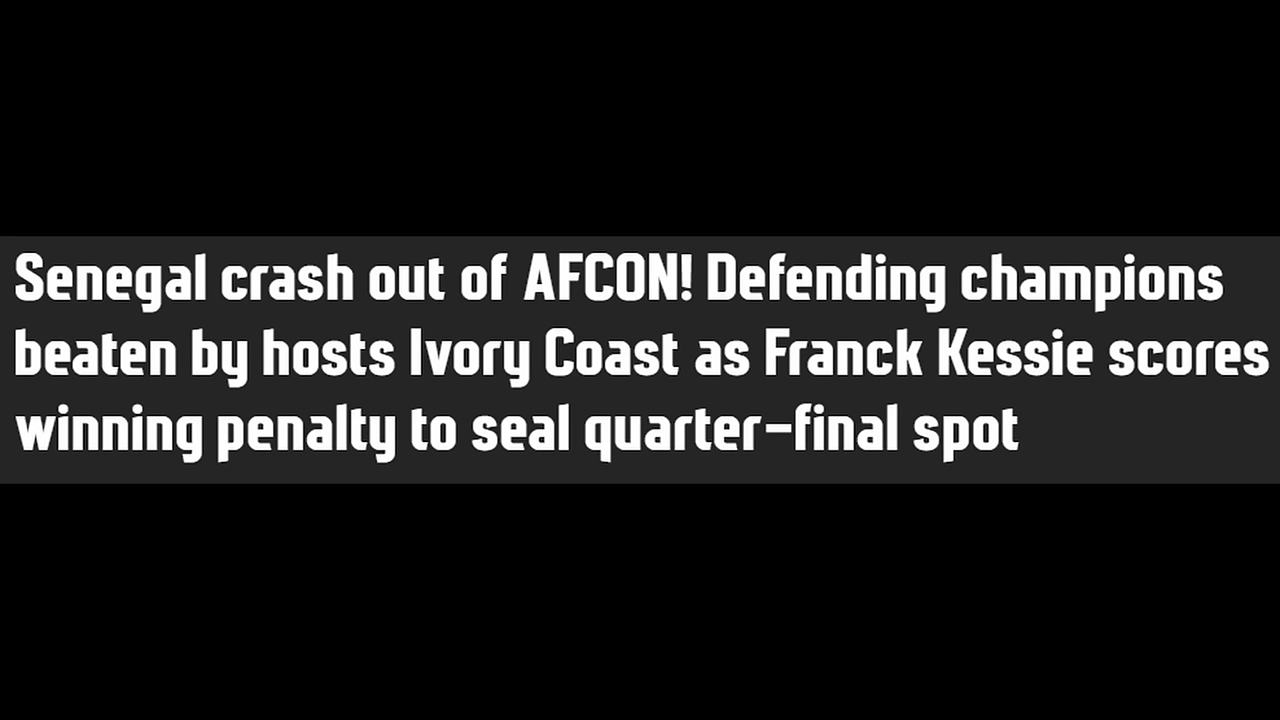 Senegal crash out of AFCON! Defending champions
beaten by hosts Ivory Coast as Franck Kessie scores
winning penalty to seal quarter-final spot